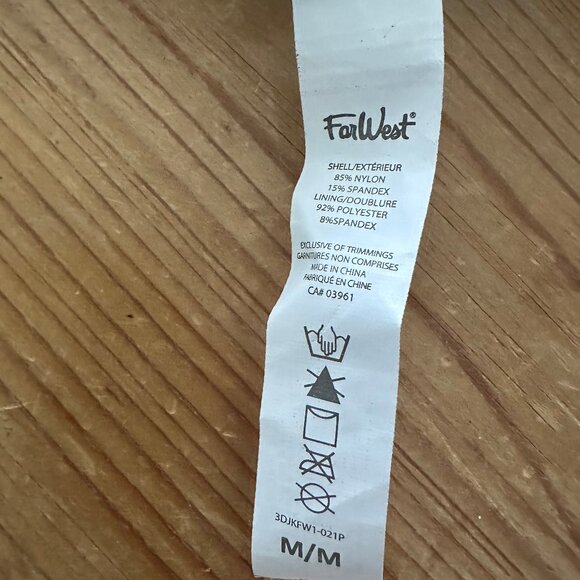 FarWest®
SHELL/EXTÉRIEUR
85% NYLON
15% SPANDEX
LINING/DOUBLURE
92% POLYESTER
8%SPANDEX
EXCLUSIVE OF TRIMMINGS
GARNITURES NON COMPRISES
MADE IN CHINA
FABRIQUÉ EN CHINE
CA# 03961
3DJKFW1-021P
M/M